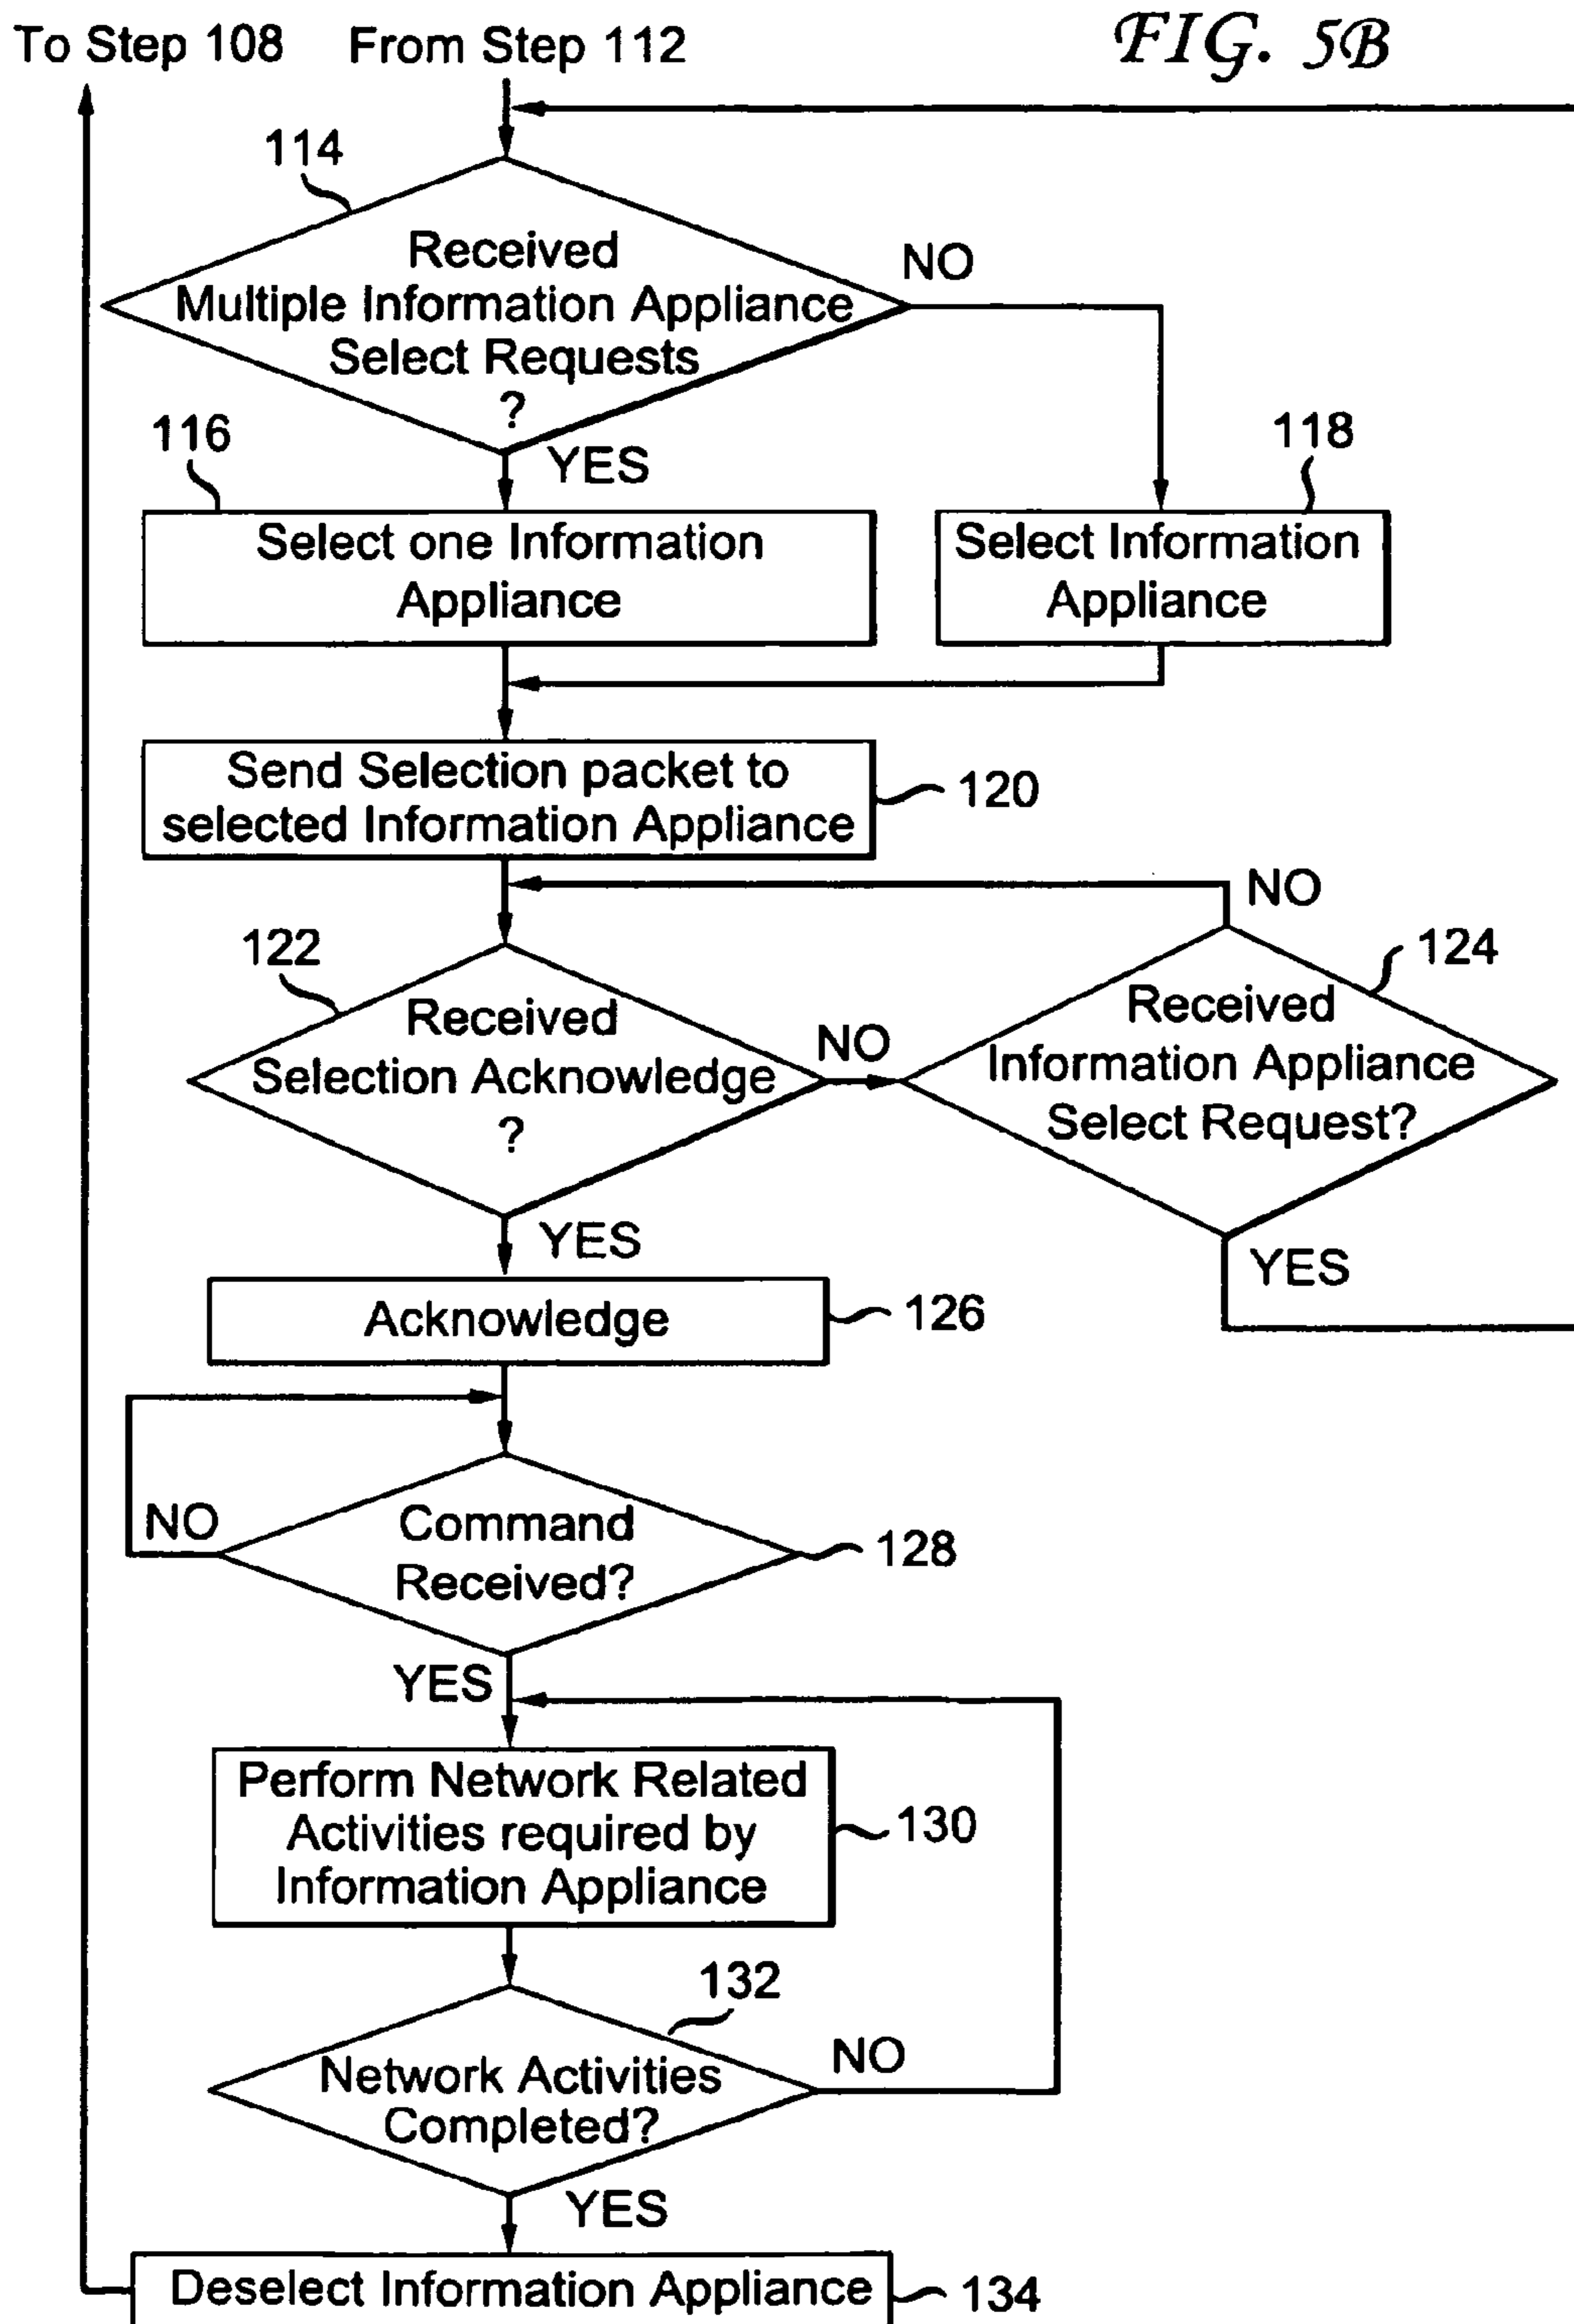 To Step 108
From Step 112
FIG. 5B
114
Received
Multiple Information Appliance
Select Requests
?
NO
YES
116
Select one Information
Appliance
118
Select Information
Appliance
Send Selection packet to
selected Information Appliance
120
NO
122
Received
Selection Acknowledge
?
NO
124
Received
Information Appliance
Select Request?
YES
YES
Acknowledge
126
NO
Command
Received?
128
YES
Perform Network Related
Activities required by
Information Appliance
130
132
Network Activities
Completed?
NO
YES
Deselect Information Appliance
134